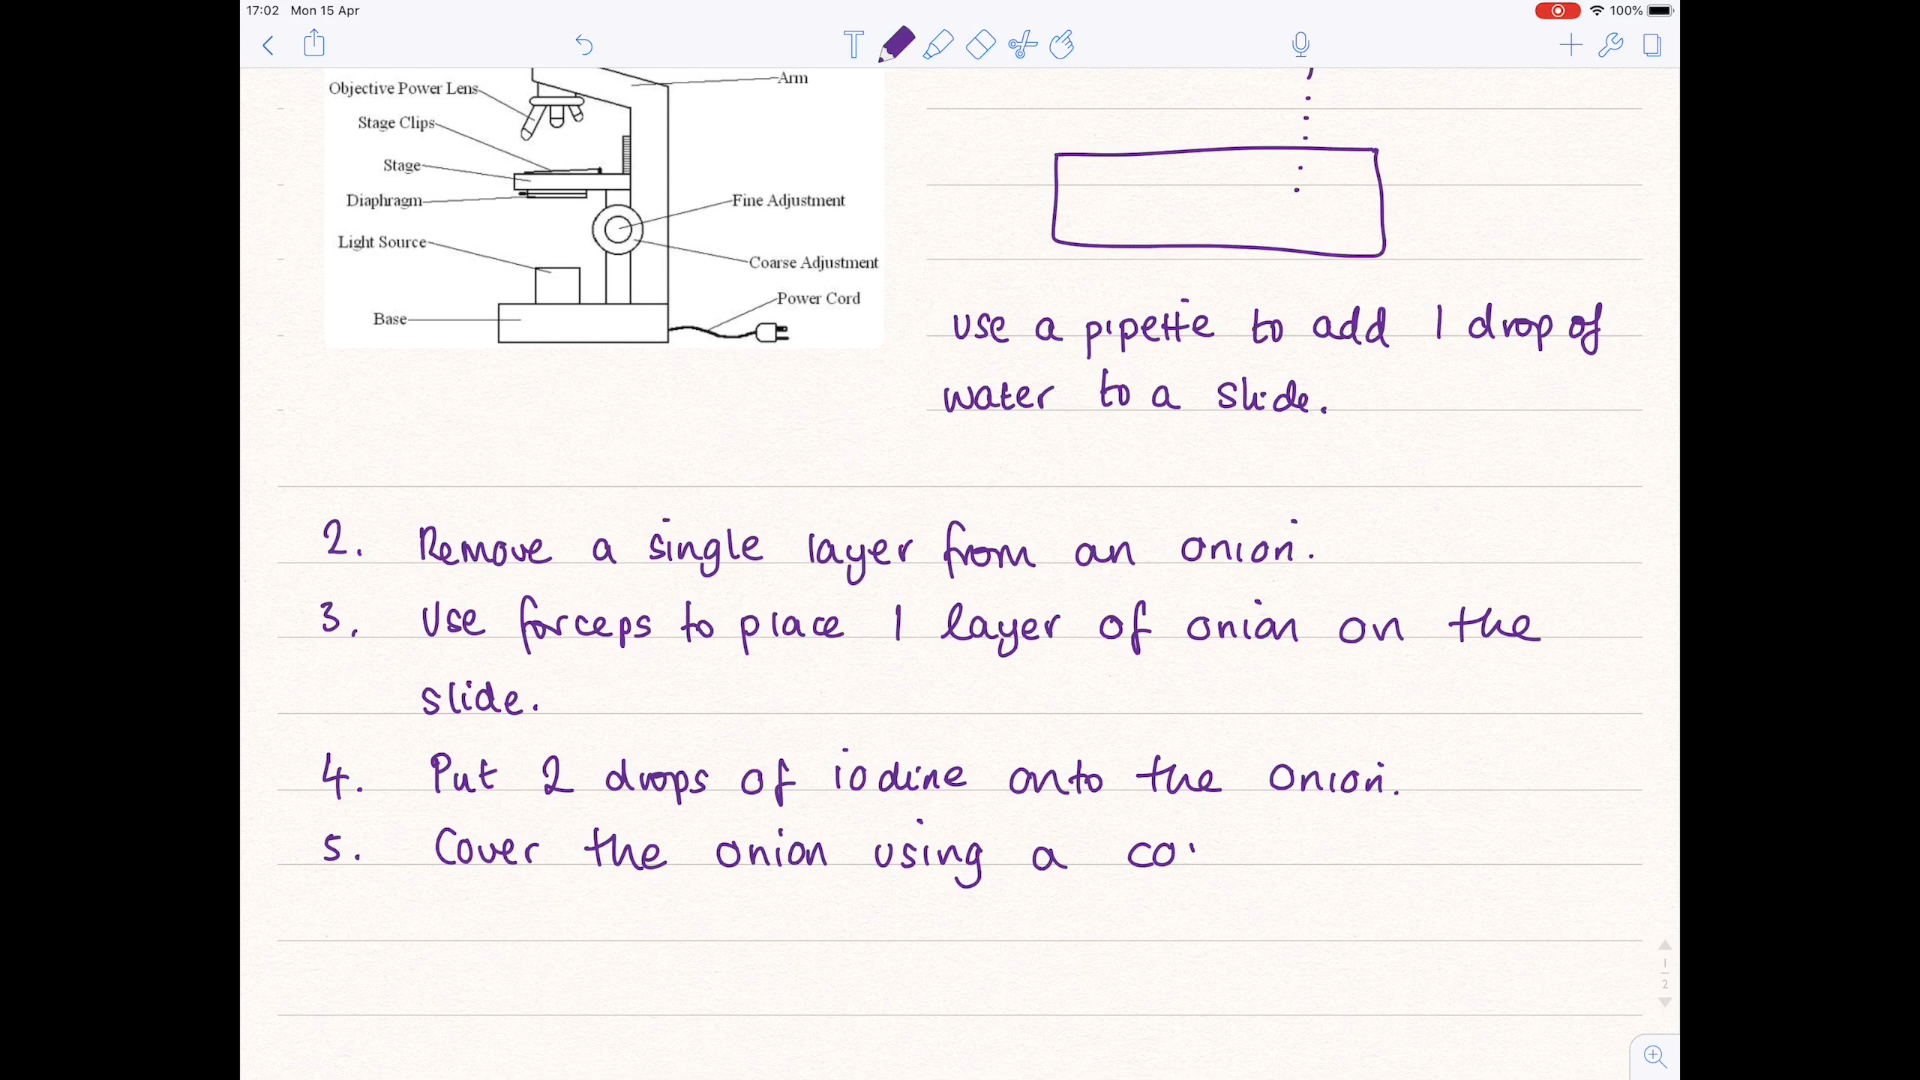 17:02 Mon 15 Apr
100%
T
Arm
Objective Power Lens
Stage Clips
Stage
Diaphragm
Fine Adjustment
Light Source
Coarse Adjustment
Power Cord
Base
Use a pipette to add 1 drop of
water to a slide.
2. Remove a single layer from an onion.
3. Use forceps to place 1 layer of onion on the
slide.
4. Put 2 drops of iodine onto the onion.
5. Cover the onion using a co
1
2